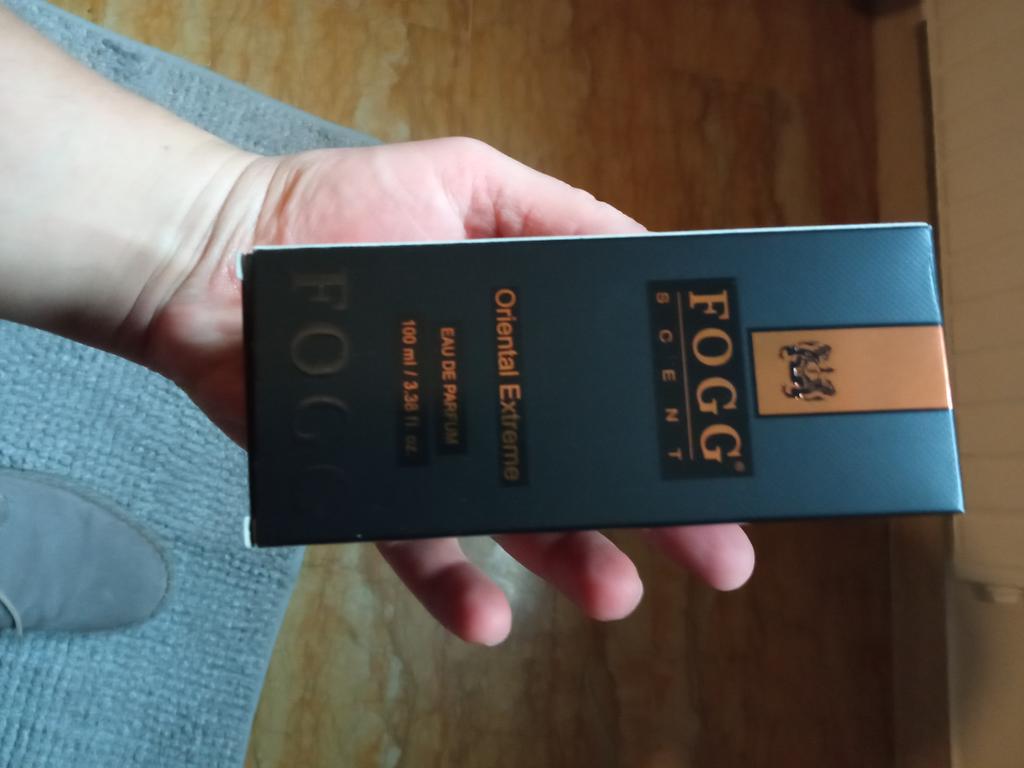 FOGG®
SCENT
Oriental Extreme
EAU DE PARFUM
100 ml / 3.38 fl oz.
FOGG